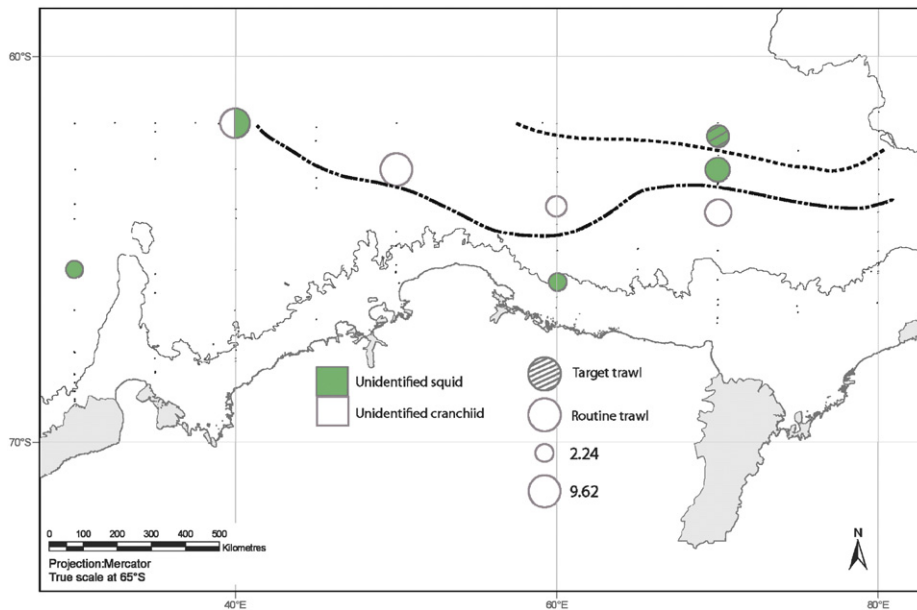 60°S
70°S
Unidentified squid
Unidentified cranchiid
Target trawl
Routine trawl
2.24
9.62
0 100 200 300 400 500
Kilometres
Projection:Mercator
True scale at 65°S
N
40°E
60°E
80°E